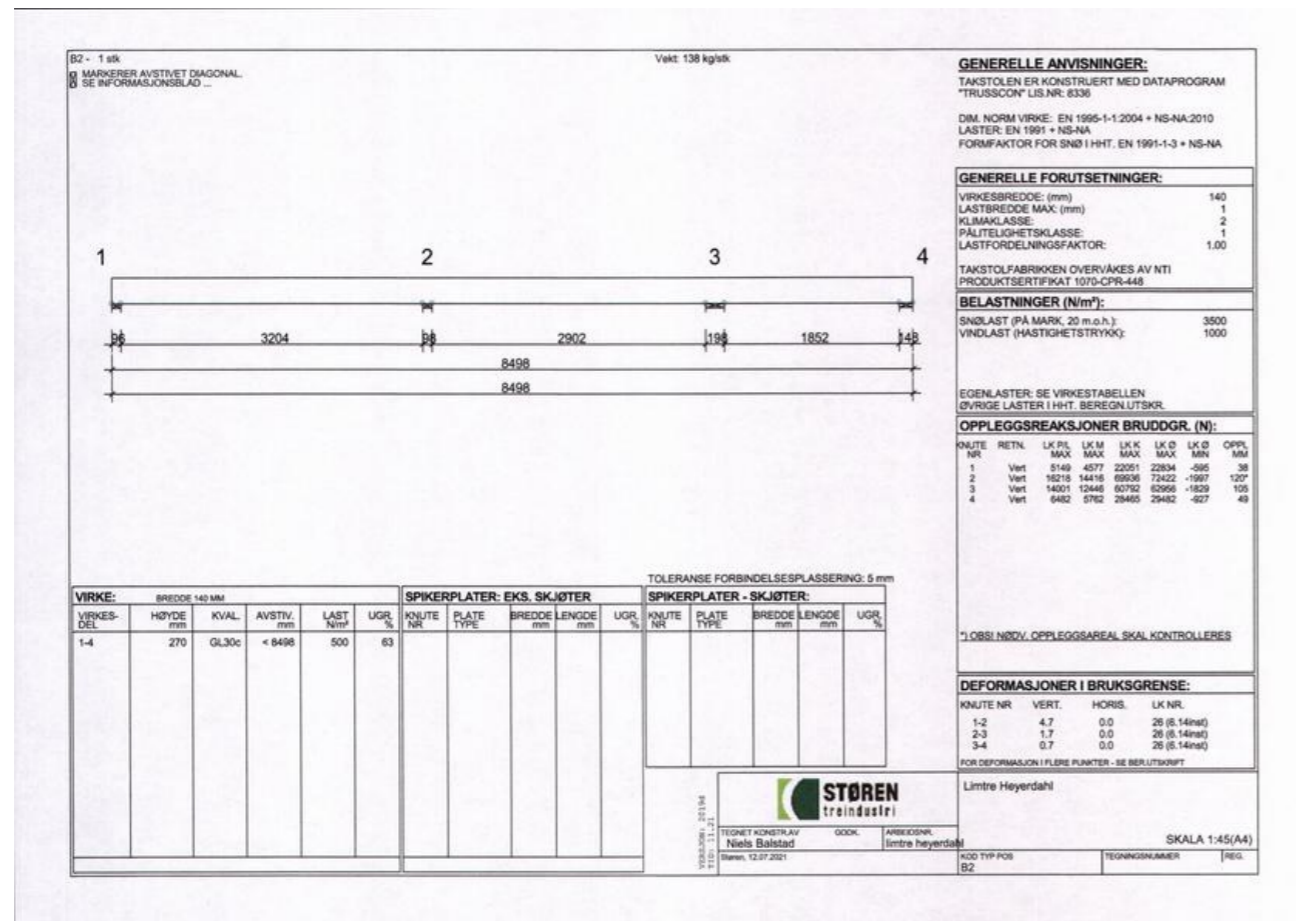 B2 - 1 stk
Vekt: 138 kg/stk
MARKERER AVSTIVET DIAGONAL.
SE INFORMASJONSBLAD ...
1 2 3 4
96 3204 98 2902 198 1852 148
8498
8498
TOLERANSE FORBINDELSESPLASSERING: 5 mm
VIRKE: BREDDE 140 MM
VIRKES-DEL HØYDE mm KVAL. AVSTIV. mm LAST N/m² UGR. %
1-4 270 GL30c < 8498 500 63
SPIKERPLATER: EKS. SKJØTER
KNUTE NR PLATE TYPE BREDDE mm LENGDE mm UGR. %
SPIKERPLATER - SKJØTER:
KNUTE NR PLATE TYPE BREDDE mm LENGDE mm UGR. %
GENERELLE ANVISNINGER:
TAKSTOLEN ER KONSTRUERT MED DATAPROGRAM
"TRUSSCON" LIS.NR: 8336
DIM. NORM VIRKE: EN 1995-1-1:2004 + NS-NA:2010
LASTER: EN 1991 + NS-NA
FORMFAKTOR FOR SNØ I HHT. EN 1991-1-3 + NS-NA
GENERELLE FORUTSETNINGER:
VIRKESBREDDE: (mm) 140
LASTBREDDE MAX: (mm) 1
KLIMAKLASSE: 2
PÅLITELIGHETSKLASSE: 1
LASTFORDELNINGSFAKTOR: 1.00
TAKSTOLFABRIKKEN OVERVÅKES AV NTI
PRODUKTSERTIFIKAT 1070-CPR-448
BELASTNINGER (N/m²):
SNØLAST (PÅ MARK, 20 m.o.h.): 3500
VINDLAST (HASTIGHETSTRYKK): 1000
EGENLASTER: SE VIRKESTABELLEN
ØVRIGE LASTER I HHT. BEREGN.UTSKR.
OPPLEGGSREAKSJONER BRUDDGR. (N):
KNUTE RETN. LK P/L LK M LK K LK Ø LK Ø OPPL.
NR MAX MAX MAX MAX MIN MM
1 Vert 5149 4577 22051 22834 -595 38
2 Vert 16218 14416 69936 72422 -1997 120*
3 Vert 14001 12446 60792 62956 -1829 105
4 Vert 6482 5762 28465 29482 -927 49
*) OBS! NØDV. OPPLEGGSAREAL SKAL KONTROLLERES
DEFORMASJONER I BRUKSGRENSE:
KNUTE NR VERT. HORIS. LK NR.
1-2 4.7 0.0 26 (6.14inst)
2-3 1.7 0.0 26 (6.14inst)
3-4 0.7 0.0 26 (6.14inst)
FOR DEFORMASJON I FLERE PUNKTER - SE BER.UTSKRIFT
VERSJON: 2019d
TID: 11.21
STØREN
treindustri
TEGNET KONSTR.AV GODK. ARBEIDSNR.
Niels Balstad limtre heyerdahl
Støren, 12.07.2021
Limtre Heyerdahl
SKALA 1:45(A4)
KOD TYP POS TEGNINGSNUMMER REG.
B2